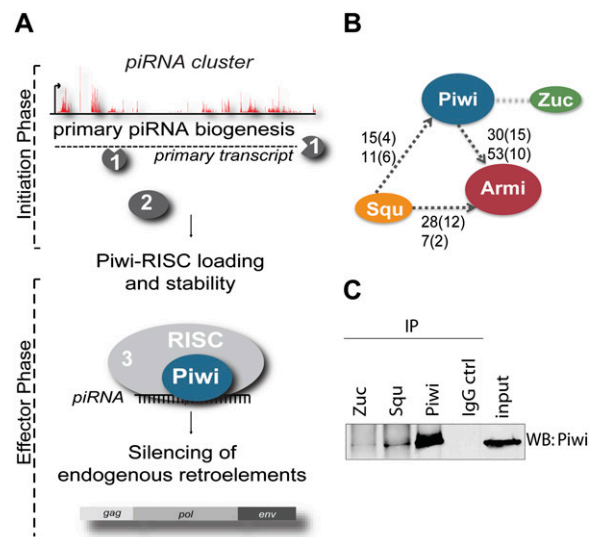 A
piRNA cluster
primary piRNA biogenesis
primary transcript
1
1
2
Initiation Phase
Piwi-RISC loading
and stability
Effector Phase
3
RISC
Piwi
piRNA
Silencing of
endogenous retroelements
gag pol env
B
Piwi
Zuc
15(4)
11(6)
30(15)
53(10)
Armi
Squ
28(12)
7(2)
C
IP
Zuc
Squ
Piwi
IgG ctrl
input
WB: Piwi